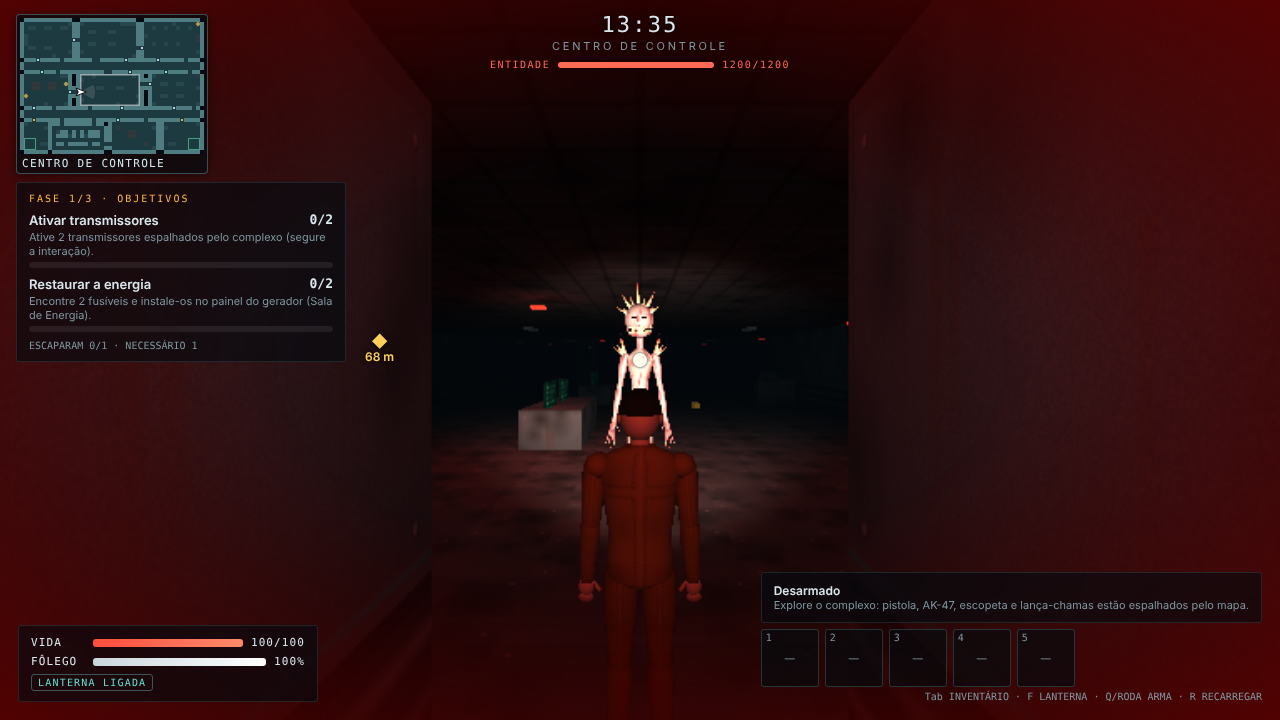 13:35
CENTRO DE CONTROLE
ENTIDADE 1200/1200
CENTRO DE CONTROLE
FASE 1/3 · OBJETIVOS
Ativar transmissores 0/2
Ative 2 transmissores espalhados pelo complexo (segure
a interação).
Restaurar a energia 0/2
Encontre 2 fusíveis e instale-os no painel do gerador (Sala
de Energia).
ESCAPARAM 0/1 · NECESSÁRIO 1
68 m
VIDA 100/100
FÔLEGO 100%
LANTERNA LIGADA
Desarmado
Explore o complexo: pistola, AK-47, escopeta e lança-chamas estão espalhados pelo mapa.
1 2 3 4 5
— — — — —
Tab INVENTÁRIO · F LANTERNA · Q/RODA ARMA · R RECARREGAR